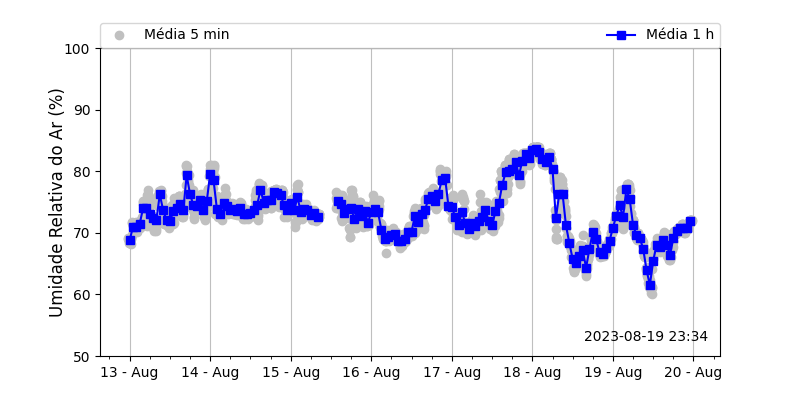 Média 5 min
Média 1 h
Umidade Relativa do Ar (%)
100
90
80
70
60
50
2023-08-19 23:34
13 - Aug
14 - Aug
15 - Aug
16 - Aug
17 - Aug
18 - Aug
19 - Aug
20 - Aug